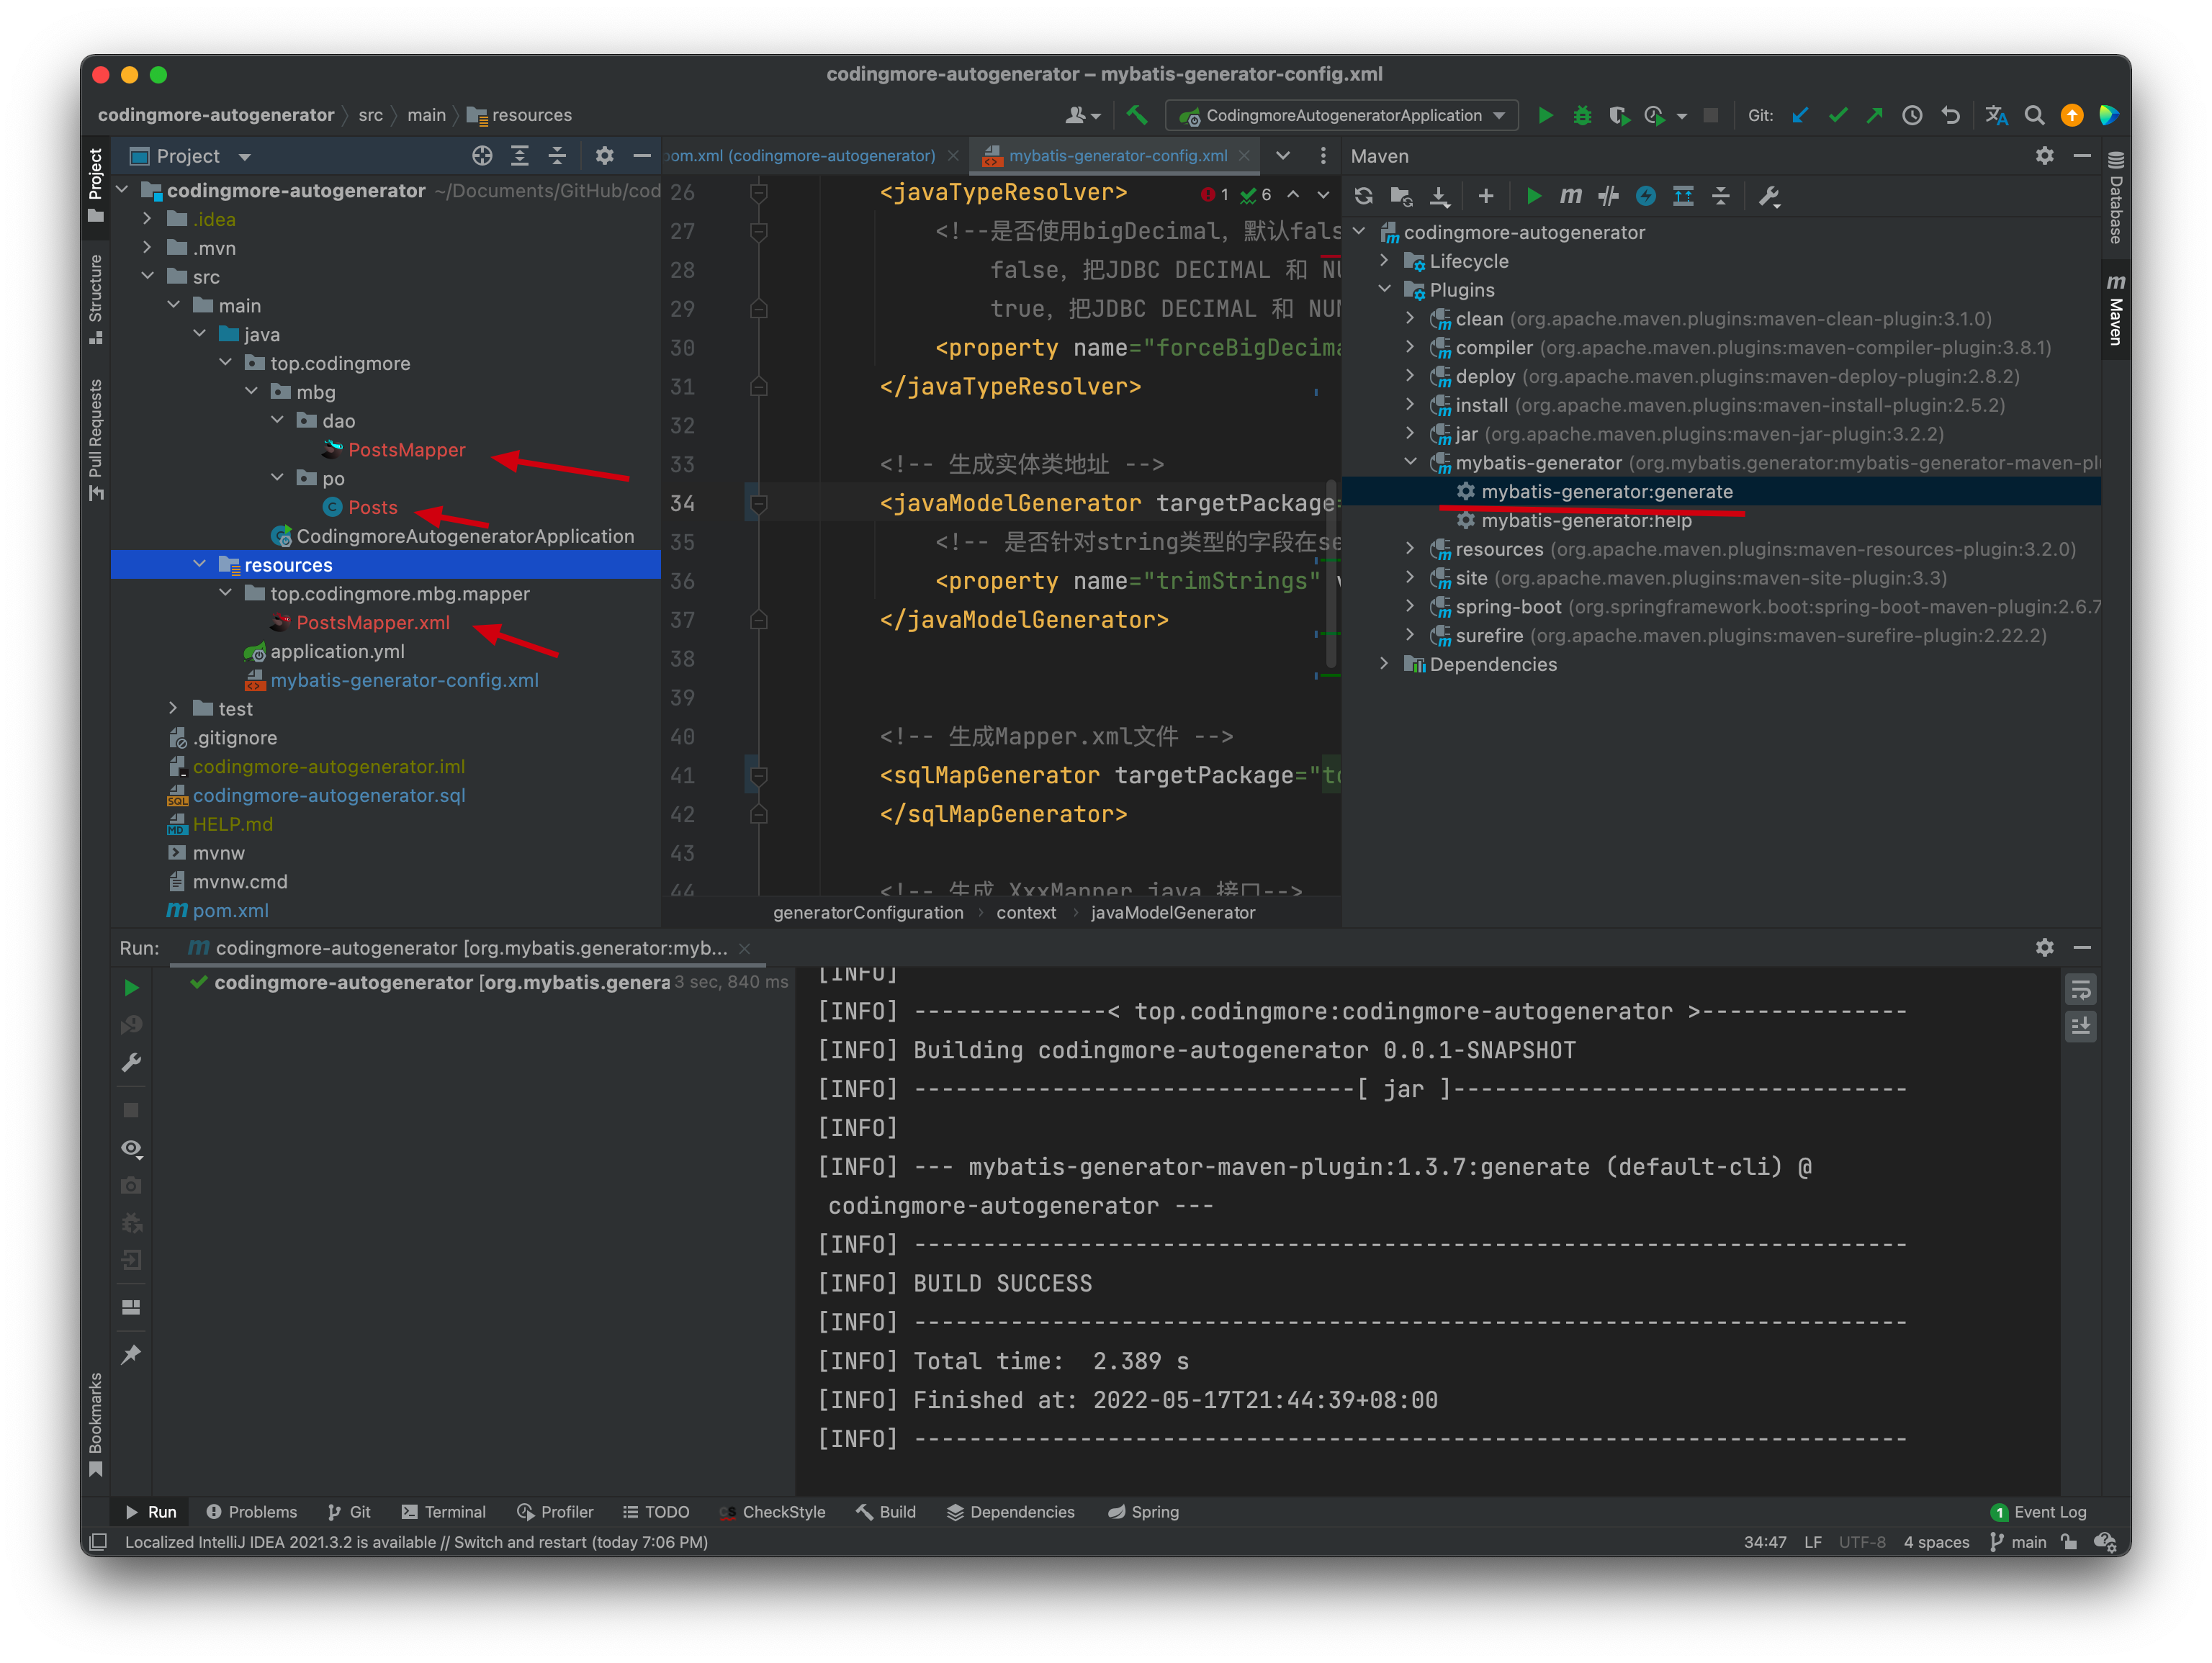 codingmore-autogenerator – mybatis-generator-config.xml
codingmore-autogenerator src main resources
CodingmoreAutogeneratorApplication
Git:
Project
Project
Structure
Pull Requests
Bookmarks
codingmore-autogenerator ~/Documents/GitHub/cod
.idea
.mvn
src
main
java
top.codingmore
mbg
dao
PostsMapper
po
Posts
CodingmoreAutogeneratorApplication
resources
top.codingmore.mbg.mapper
PostsMapper.xml
application.yml
mybatis-generator-config.xml
test
.gitignore
codingmore-autogenerator.iml
codingmore-autogenerator.sql
HELP.md
mvnw
mvnw.cmd
pom.xml
pom.xml (codingmore-autogenerator)
mybatis-generator-config.xml
1 6
26 <javaTypeResolver>
27 <!--是否使用bigDecimal, 默认fals
28 false, 把JDBC DECIMAL 和 NU
29 true, 把JDBC DECIMAL 和 NUM
30 <property name="forceBigDecima
31 </javaTypeResolver>
32
33 <!-- 生成实体类地址 -->
34 <javaModelGenerator targetPackage=
35 <!-- 是否针对string类型的字段在se
36 <property name="trimStrings" v
37 </javaModelGenerator>
38
39
40 <!-- 生成Mapper.xml文件 -->
41 <sqlMapGenerator targetPackage="to
42 </sqlMapGenerator>
43
44 <!-- 生成 XxxMapper.java 接口-->
generatorConfiguration context javaModelGenerator
Maven
codingmore-autogenerator
Lifecycle
Plugins
clean (org.apache.maven.plugins:maven-clean-plugin:3.1.0)
compiler (org.apache.maven.plugins:maven-compiler-plugin:3.8.1)
deploy (org.apache.maven.plugins:maven-deploy-plugin:2.8.2)
install (org.apache.maven.plugins:maven-install-plugin:2.5.2)
jar (org.apache.maven.plugins:maven-jar-plugin:3.2.2)
mybatis-generator (org.mybatis.generator:mybatis-generator-maven-plu
mybatis-generator:generate
mybatis-generator:help
resources (org.apache.maven.plugins:maven-resources-plugin:3.2.0)
site (org.apache.maven.plugins:maven-site-plugin:3.3)
spring-boot (org.springframework.boot:spring-boot-maven-plugin:2.6.7
surefire (org.apache.maven.plugins:maven-surefire-plugin:2.22.2)
Dependencies
Database
Maven
Run: codingmore-autogenerator [org.mybatis.generator:myb...
codingmore-autogenerator [org.mybatis.genera 3 sec, 840 ms
[INFO]
[INFO] --------------< top.codingmore:codingmore-autogenerator >---------------
[INFO] Building codingmore-autogenerator 0.0.1-SNAPSHOT
[INFO] --------------------------------[ jar ]---------------------------------
[INFO]
[INFO] --- mybatis-generator-maven-plugin:1.3.7:generate (default-cli) @
codingmore-autogenerator ---
[INFO] ------------------------------------------------------------------------
[INFO] BUILD SUCCESS
[INFO] ------------------------------------------------------------------------
[INFO] Total time:  2.389 s
[INFO] Finished at: 2022-05-17T21:44:39+08:00
[INFO] ------------------------------------------------------------------------
Run Problems Git Terminal Profiler TODO CheckStyle Build Dependencies Spring 1 Event Log
Localized IntelliJ IDEA 2021.3.2 is available // Switch and restart (today 7:06 PM) 34:47 LF UTF-8 4 spaces main